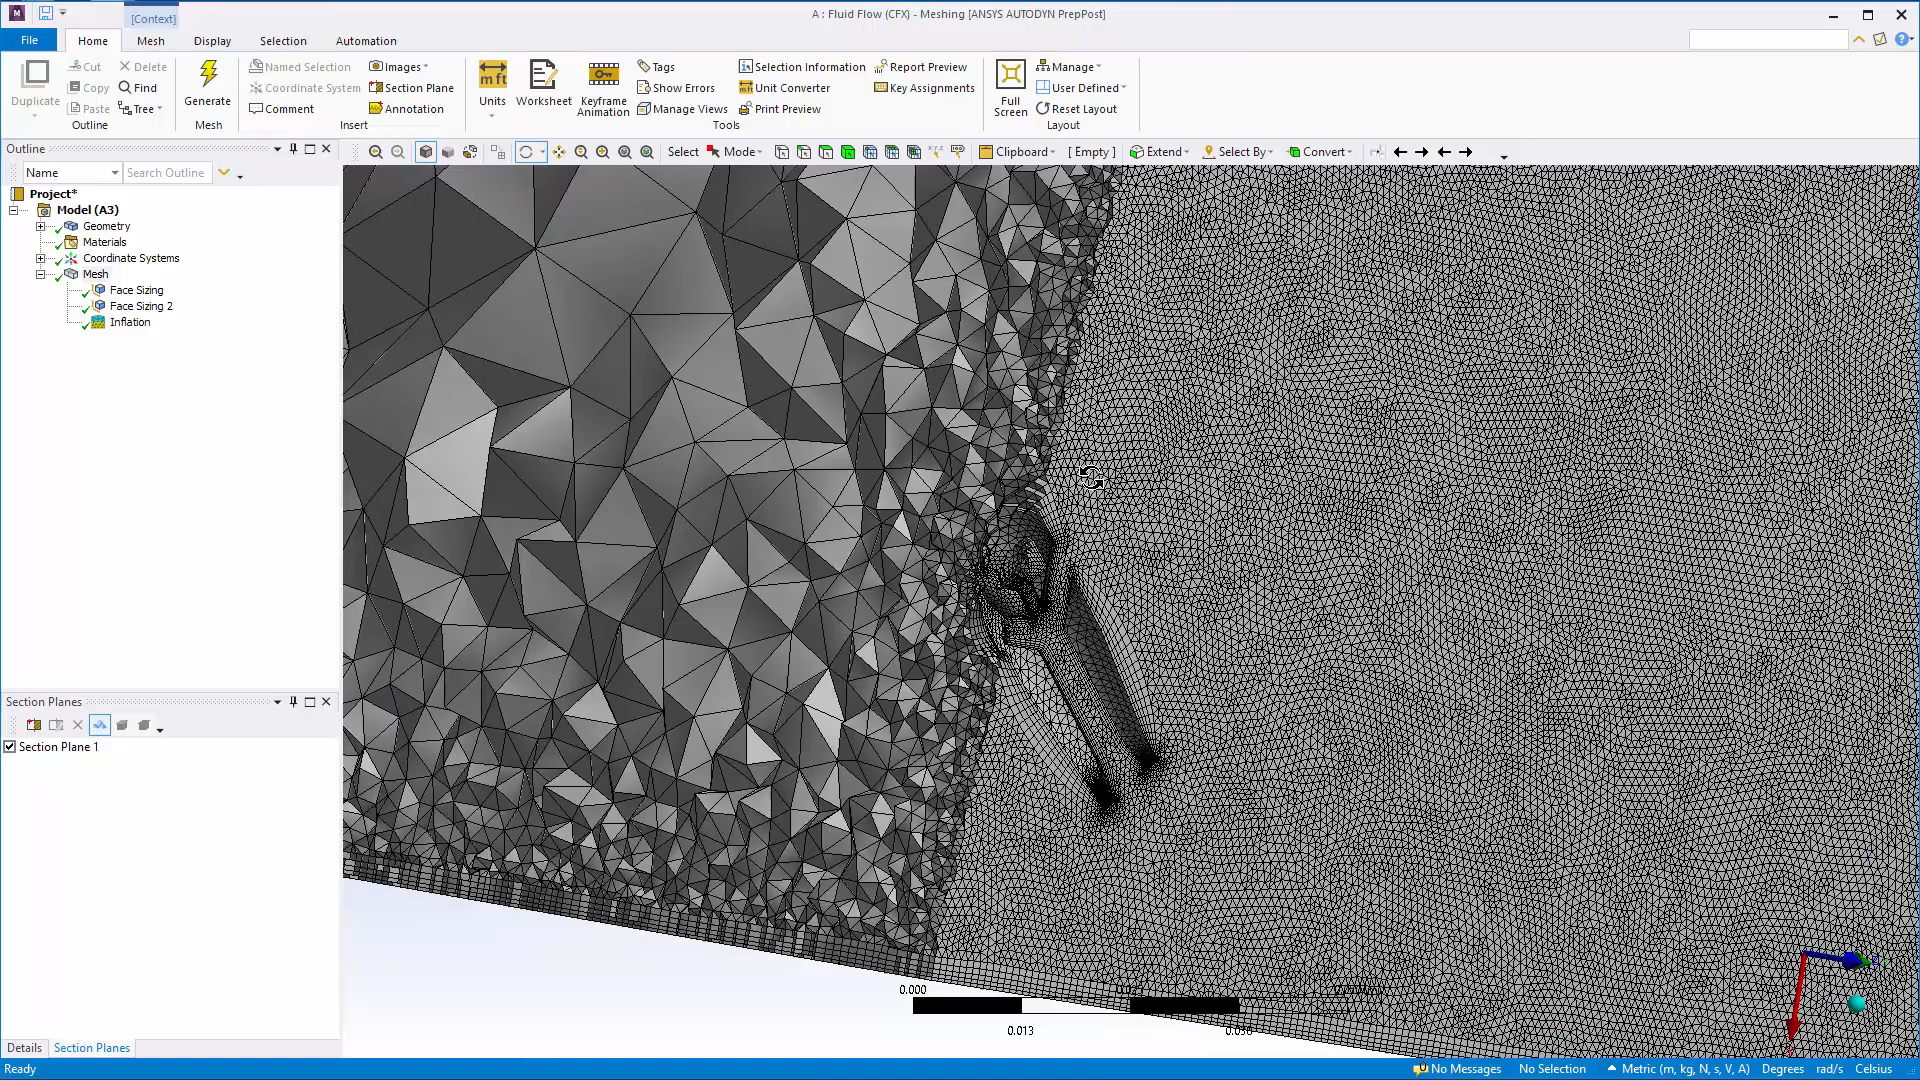 M
[Context]
A : Fluid Flow (CFX) - Meshing [ANSYS AUTODYN PrepPost]
File Home Mesh Display Selection Automation
Duplicate
Cut
Copy
Paste
Delete
Find
Tree
Outline
Generate
Mesh
Named Selection
Coordinate System
Comment
Images
Section Plane
Annotation
Insert
Units
Worksheet
Keyframe
Animation
Tags
Show Errors
Manage Views
Selection Information
Unit Converter
Print Preview
Report Preview
Key Assignments
Tools
Full
Screen
Manage
User Defined
Reset Layout
Layout
Outline
Select Mode Clipboard [ Empty ] Extend Select By Convert
Name Search Outline
Project*
Model (A3)
Geometry
Materials
Coordinate Systems
Mesh
Face Sizing
Face Sizing 2
Inflation
Section Planes
Section Plane 1
0.000
0.013
Details Section Planes
Ready No Messages No Selection Metric (m, kg, N, s, V, A) Degrees rad/s Celsius